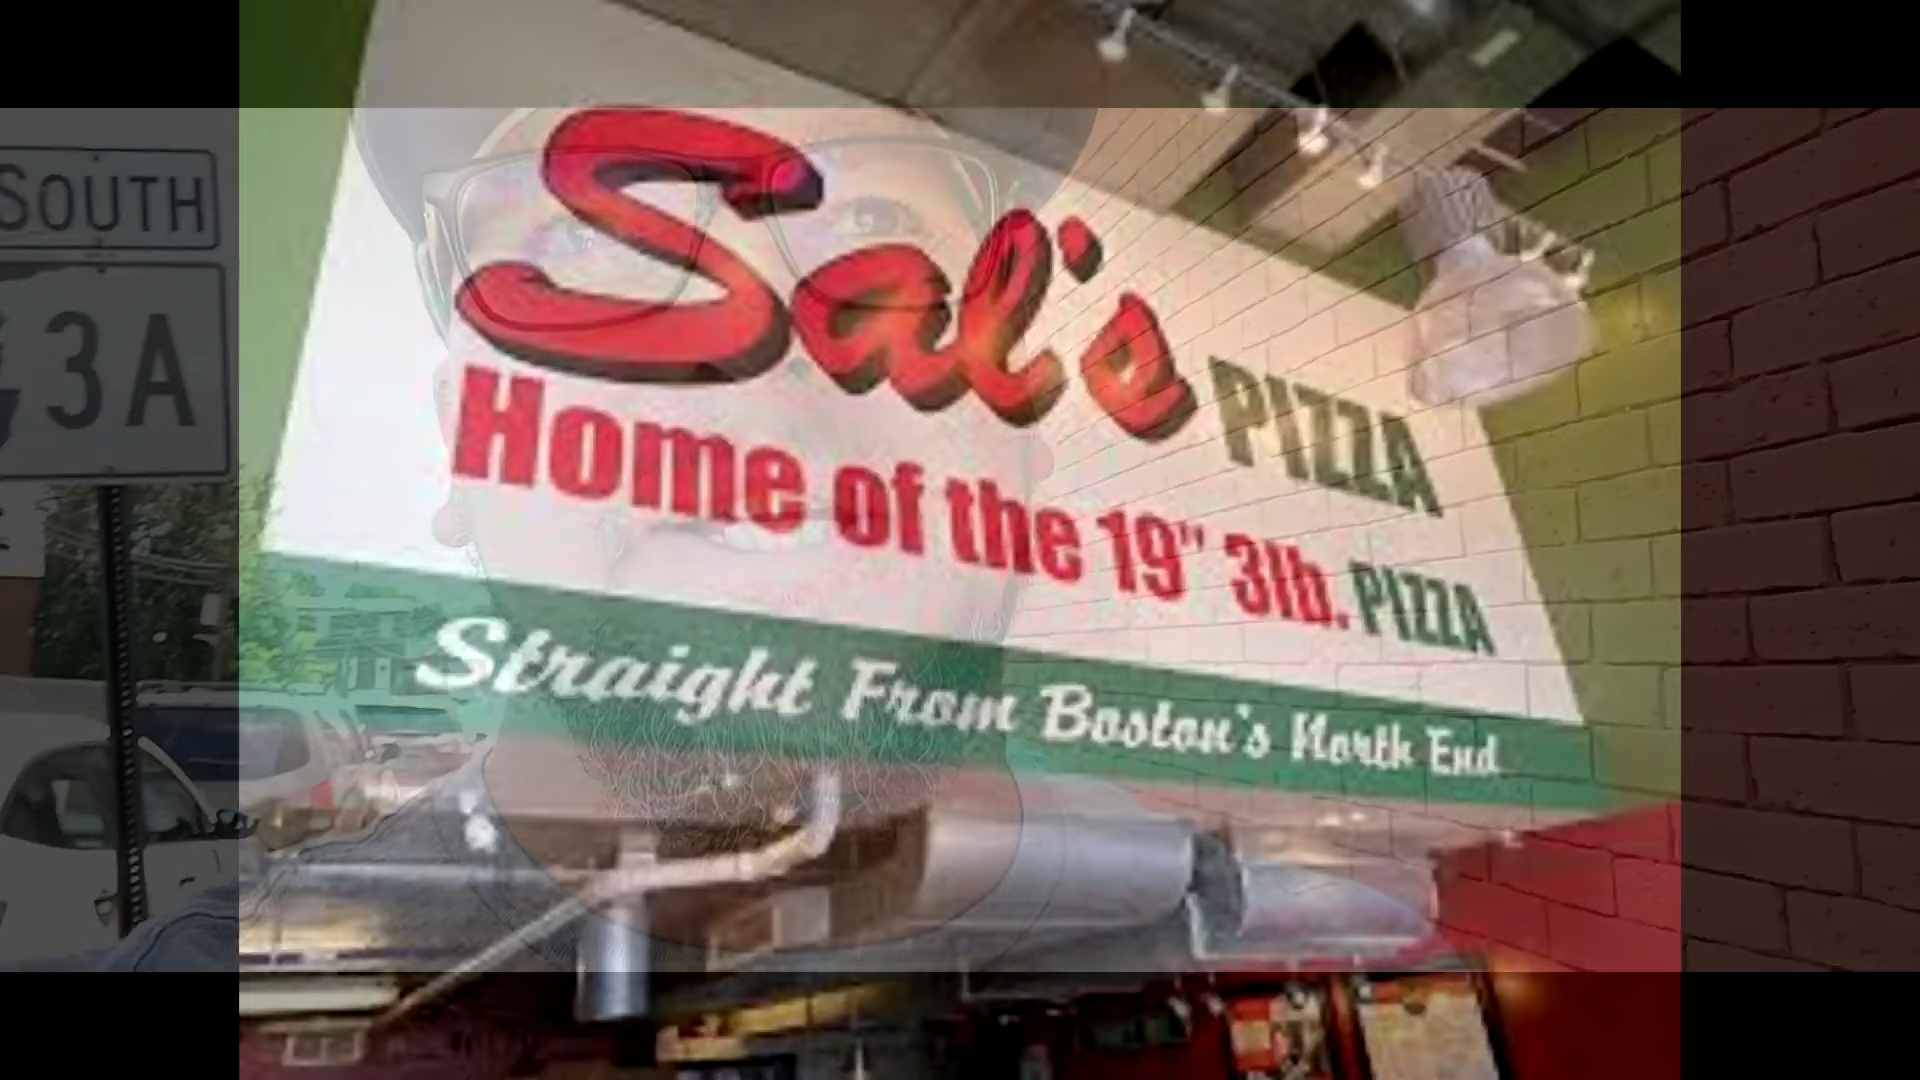 SOUTH
3A
Sal's PIZZA
Home of the 19" 3lb. PIZZA
Straight From Boston's North End